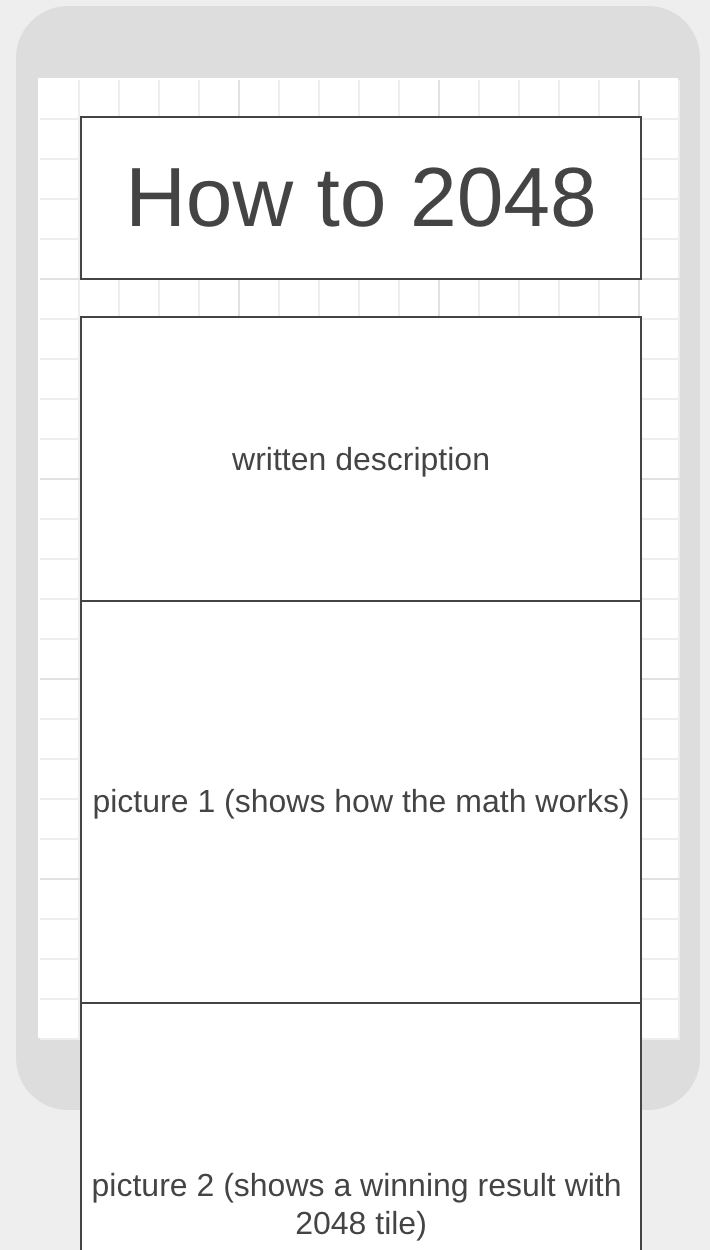 How to 2048
written description
picture 1 (shows how the math works)
picture 2 (shows a winning result with
2048 tile)